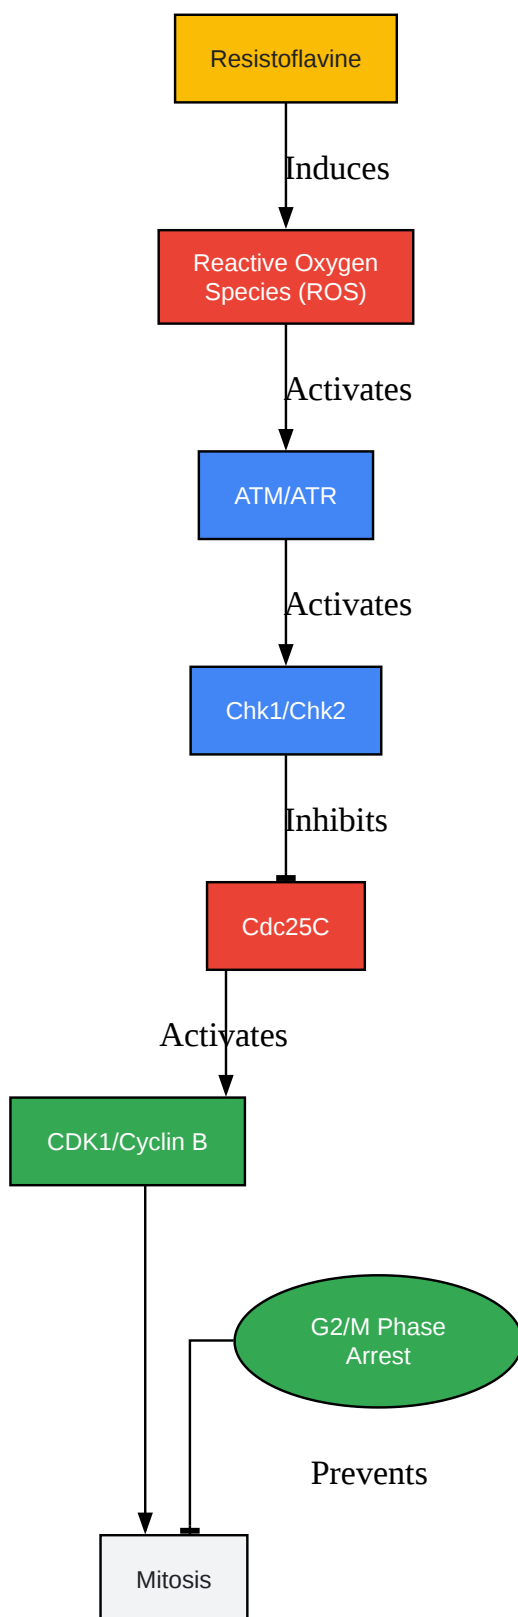 Resistoflavine
Induces
Reactive Oxygen
Species (ROS)
Activates
ATM/ATR
Activates
Chk1/Chk2
Inhibits
Cdc25C
Activates
CDK1/Cyclin B
G2/M Phase
Arrest
Prevents
Mitosis